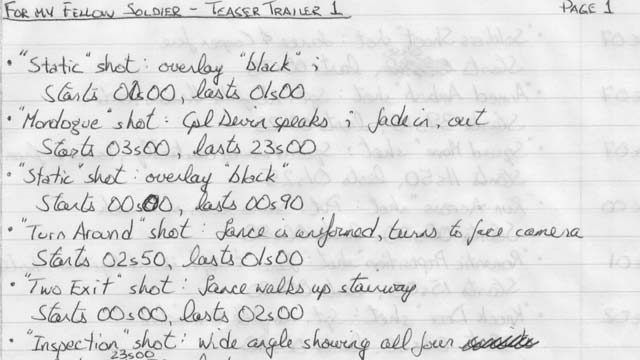 FOR MY FELLOW SOLDIER - TEASER TRAILER 1 PAGE 1
• "Static" shot: overlay "black" ;
Starts 00s00, lasts 01s00
• "Monologue" shot: Cpl Devin speaks ; fade in, out
Starts 03s00, lasts 23s00
• "Static" shot: overlay "black"
Starts 00s00, lasts 00s90
• "Turn Around" shot: Lance is uniformed, turns to face camera
Starts 02s50, lasts 01s00
• "Two Exit" shot: Lance walks up stairway
Starts 00s00, lasts 02s00
• "Inspection" shot: wide angle showing all four
23s00